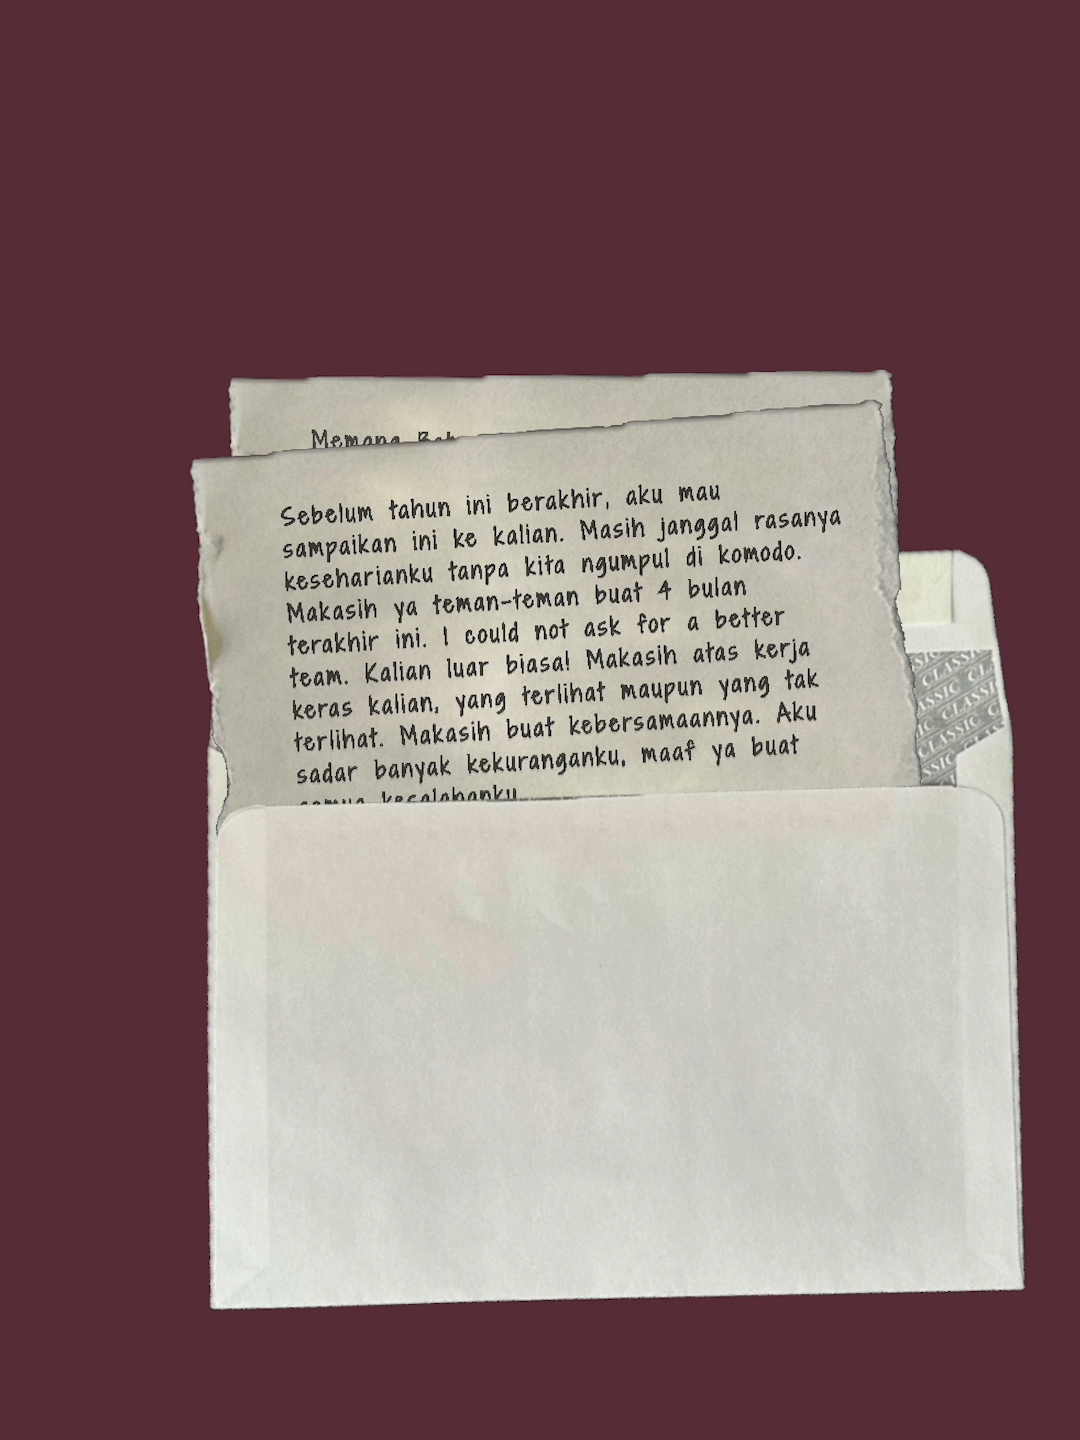 Memang
Sebelum tahun ini berakhir, aku mau
sampaikan ini ke kalian. Masih janggal rasanya
keseharianku tanpa kita ngumpul di komodo.
Makasih ya teman-teman buat 4 bulan
terakhir ini. I could not ask for a better
team. Kalian luar biasa! Makasih atas kerja
keras kalian, yang terlihat maupun yang tak
terlihat. Makasih buat kebersamaannya. Aku
sadar banyak kekuranganku, maaf ya buat
semua kesalahanku
CLASSIC
CLASSIC
CLASSIC
CLASSIC